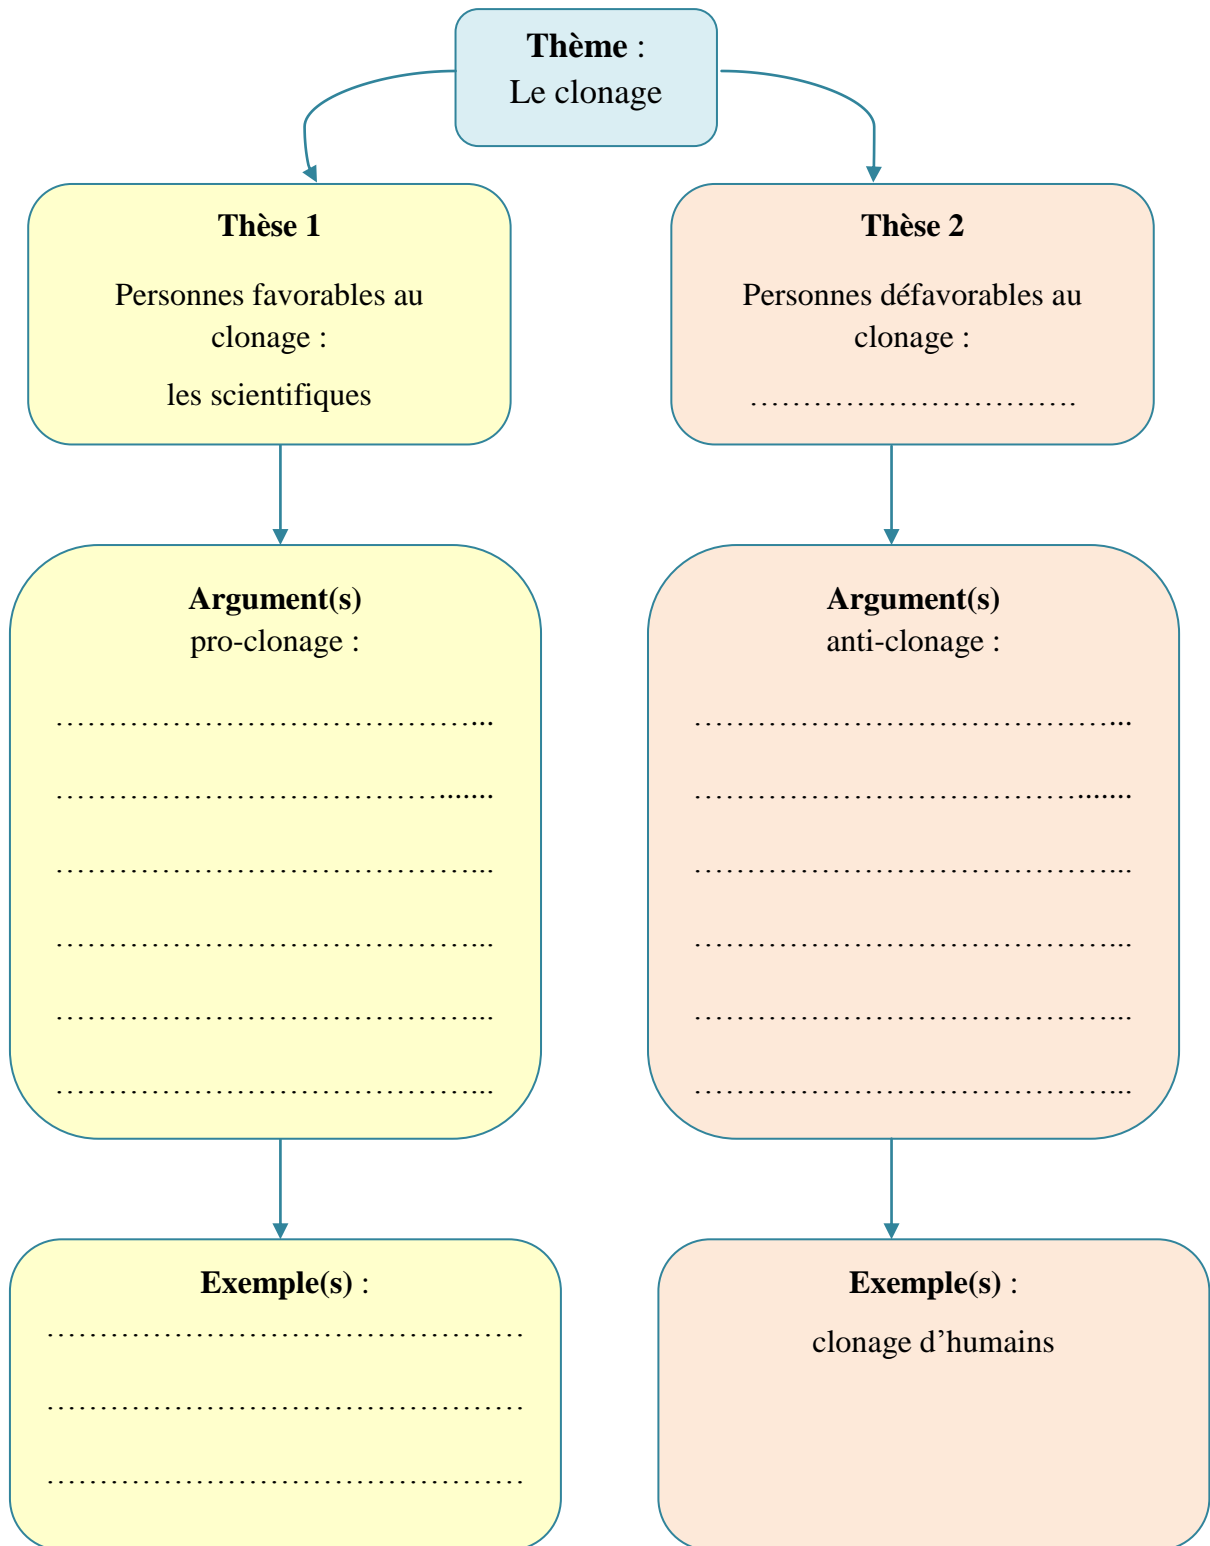 Thème :
Le clonage
Thèse 1
Personnes favorables au
clonage :
les scientifiques
Thèse 2
Personnes défavorables au
clonage :
………………………….
Argument(s)
pro-clonage :
…………………………………...
……………………………….......
…………………………………...
…………………………………...
…………………………………...
…………………………………...
Argument(s)
anti-clonage :
…………………………………...
……………………………….......
…………………………………...
…………………………………...
…………………………………...
…………………………………...
Exemple(s) :
………………………………………
………………………………………
………………………………………
Exemple(s) :
clonage d’humains